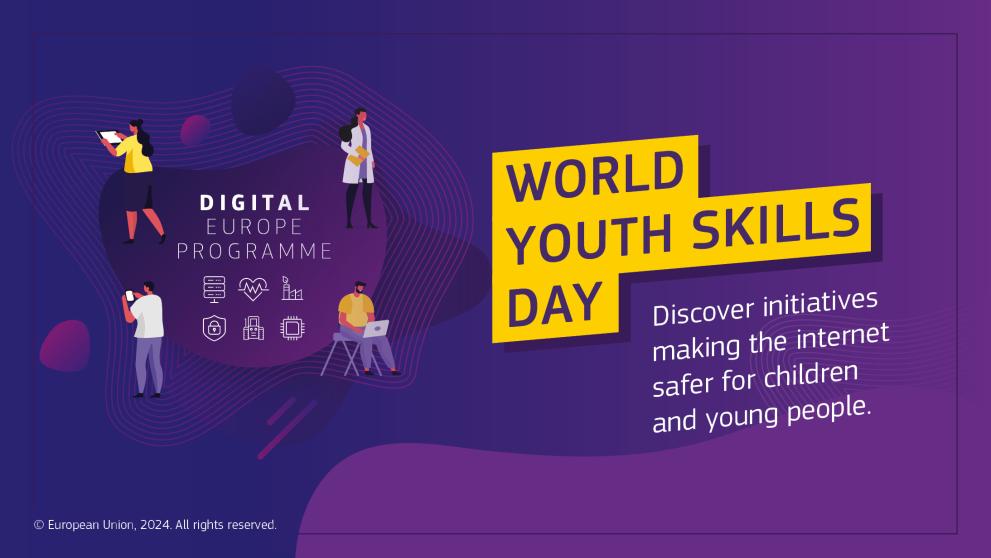 DIGITAL
EUROPE
PROGRAMME
WORLD
YOUTH SKILLS
DAY
Discover initiatives
making the internet
safer for children
and young people.
© European Union, 2024. All rights reserved.